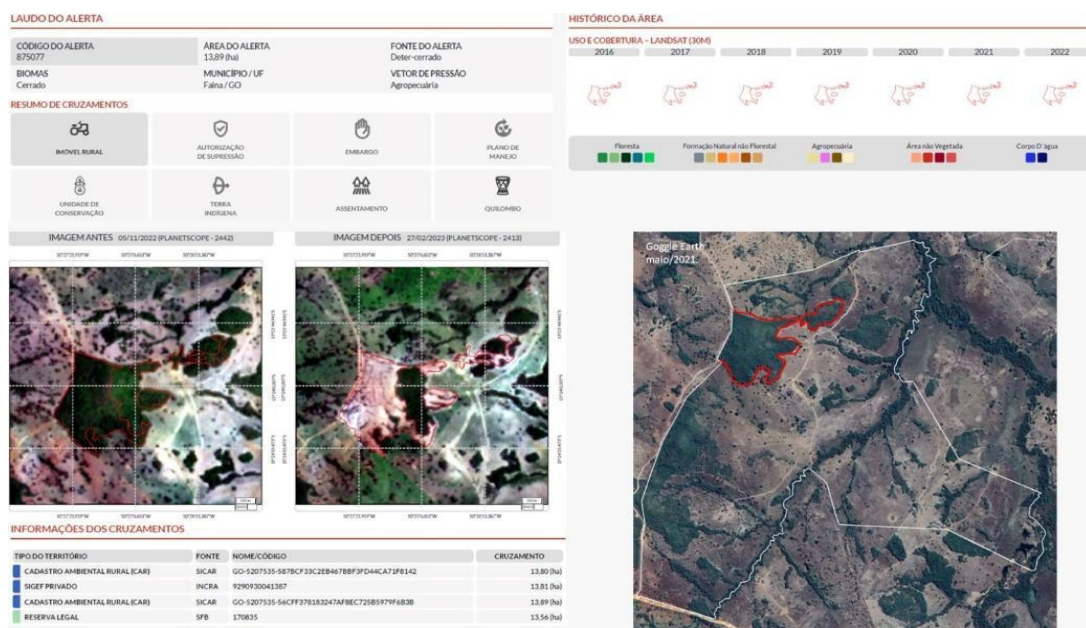 LAUDO DO ALERTA
CÓDIGO DO ALERTA
875077
ÁREA DO ALERTA
13,89 (ha)
FONTE DO ALERTA
Deter-cerrado
BIOMAS
Cerrado
MUNICÍPIO / UF
Faina / GO
VETOR DE PRESSÃO
Agropecuária
RESUMO DE CRUZAMENTOS
IMÓVEL RURAL
AUTORIZAÇÃO
DE SUPRESSÃO
EMBARGO
PLANO DE
MANEJO
UNIDADE DE
CONSERVAÇÃO
TERRA
INDÍGENA
ASSENTAMENTO
QUILOMBO
IMAGEM ANTES 05/11/2022 (PLANETSCOPE - 2442)
IMAGEM DEPOIS 27/02/2023 (PLANETSCOPE - 2413)
INFORMAÇÕES DOS CRUZAMENTOS
TIPO DO TERRITÓRIO FONTE NOME/CÓDIGO CRUZAMENTO
CADASTRO AMBIENTAL RURAL (CAR) SICAR GO-5207535-587BCF33C2EB467BBF3FD44CA71F8142 13,80 (ha)
SIGEF PRIVADO INCRA 9290930041387 13,81 (ha)
CADASTRO AMBIENTAL RURAL (CAR) SICAR GO-5207535-56CFF378183247AF8EC725B5979F6B3B 13,89 (ha)
RESERVA LEGAL SFB 170835 13,56 (ha)
HISTÓRICO DA ÁREA
USO E COBERTURA – LANDSAT (30M)
2016 2017 2018 2019 2020 2021 2022
Floresta
Formação Natural não Florestal
Agropecuária
Área não Vegetada
Corpo D'água
Goggle Earth
maio/2021